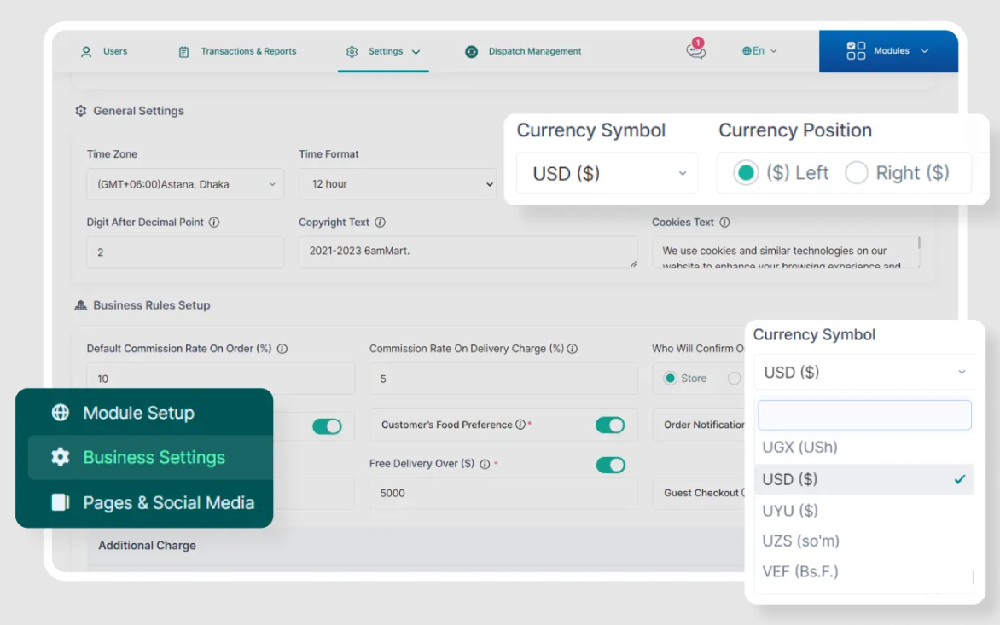 Users
Transactions & Reports
Settings
Dispatch Management
1
En
Modules
General Settings
Currency Symbol
Currency Position
USD ($)
($) Left
Right ($)
Time Zone
Time Format
(GMT+06:00)Astana, Dhaka
12 hour
Digit After Decimal Point
Copyright Text
Cookies Text
2
2021-2023 6amMart.
We use cookies and similar technologies on our
website to enhance your browsing experience and
Business Rules Setup
Default Commission Rate On Order (%)
Commission Rate On Delivery Charge (%)
Who Will Confirm O
10
5
Store
Customer's Food Preference *
Order Notification
Free Delivery Over ($) *
5000
Guest Checkout
Additional Charge
Module Setup
Business Settings
Pages & Social Media
Currency Symbol
USD ($)
UGX (USh)
USD ($)
UYU ($)
UZS (so'm)
VEF (Bs.F.)